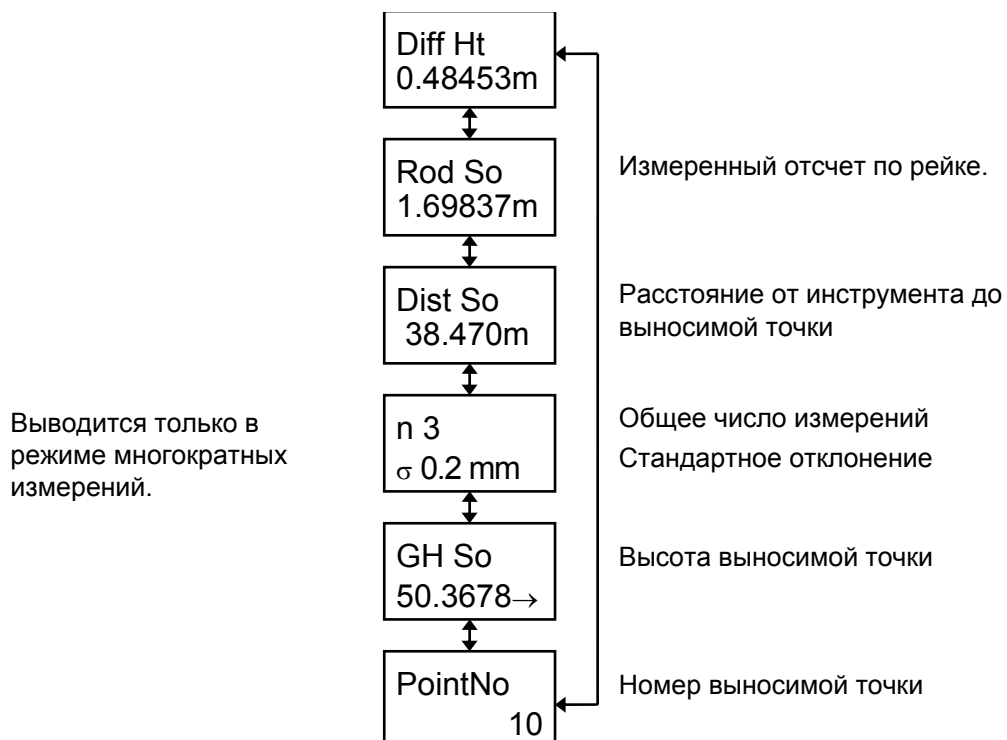 Diff Ht
0.48453m
Rod So
1.69837m
Измеренный отсчет по рейке.
Dist So
38.470m
Расстояние от инструмента до
выносимой точки
Выводится только в
режиме многократных
измерений.
n 3
σ 0.2 mm
Общее число измерений
Стандартное отклонение
GH So
50.3678→
Высота выносимой точки
PointNo
10
Номер выносимой точки